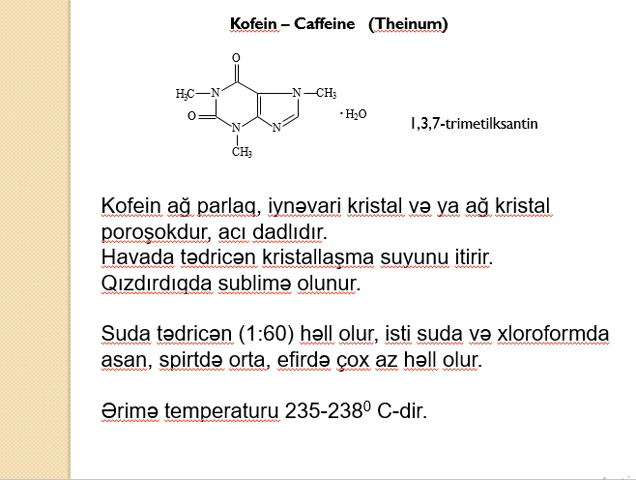 Kofein – Caffeine (Theinum)
O
H₃C—N
N—CH₃
O
N
N
· H₂O
CH₃
1,3,7-trimetilksantin
Kofein ağ parlaq, iynəvari kristal və ya ağ kristal
poroşokdur, acı dadlıdır.
Havada tədricən kristallaşma suyunu itirir.
Qızdırdıqda sublimə olunur.
Suda tədricən (1:60) həll olur, isti suda və xloroformda
asan, spirtdə orta, efirdə çox az həll olur.
Ərimə temperaturu 235-238⁰ C-dir.